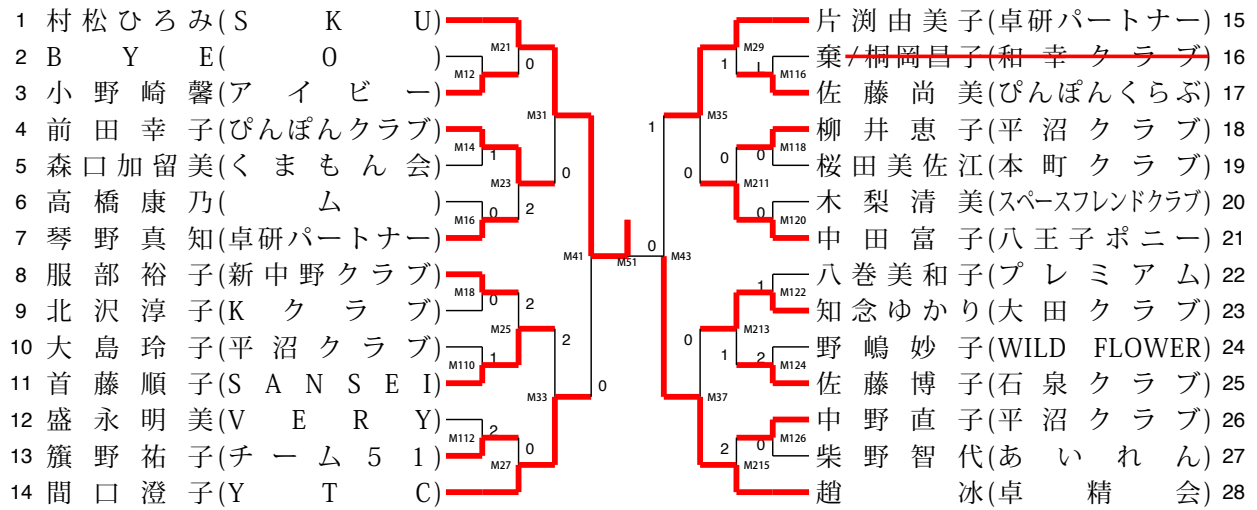 1 村松ひろみ(S K U)
2 B Y E( O )
3 小野崎馨(アイビー)
4 前田幸子(ぴんぽんクラブ)
5 森口加留美(くまもん会)
6 高橋康乃( ム )
7 琴野真知(卓研パートナー)
8 服部裕子(新中野クラブ)
9 北沢淳子(Kクラブ)
10 大島玲子(平沼クラブ)
11 首藤順子(S A N S E I)
12 盛永明美(V E R Y)
13 籏野祐子(チーム51)
14 間口澄子(Y T C)
M21
0
M12
M31
M14
1
0
M23
M16
0
2
M41
M18
0
2
M25
2
M110
1
0
M33
M112
2
0
M27
M51
0
M43
M29
1
M116
1
M35
M118
0
0
0
M211
M120
0
M122
1
0
M213
1
2
M124
M37
M126
0
2
M215
片渕由美子(卓研パートナー) 15
棄/桐岡昌子(和幸クラブ) 16
佐藤尚美(ぴんぽんくらぶ) 17
柳井恵子(平沼クラブ) 18
桜田美佐江(本町クラブ) 19
木梨清美(スペースフレンドクラブ) 20
中田富子(八王子ポニー) 21
八巻美和子(プレミアム) 22
知念ゆかり(大田クラブ) 23
野嶋妙子(WILD FLOWER) 24
佐藤博子(石泉クラブ) 25
中野直子(平沼クラブ) 26
柴野智代(あいれん) 27
趙冰(卓精会) 28